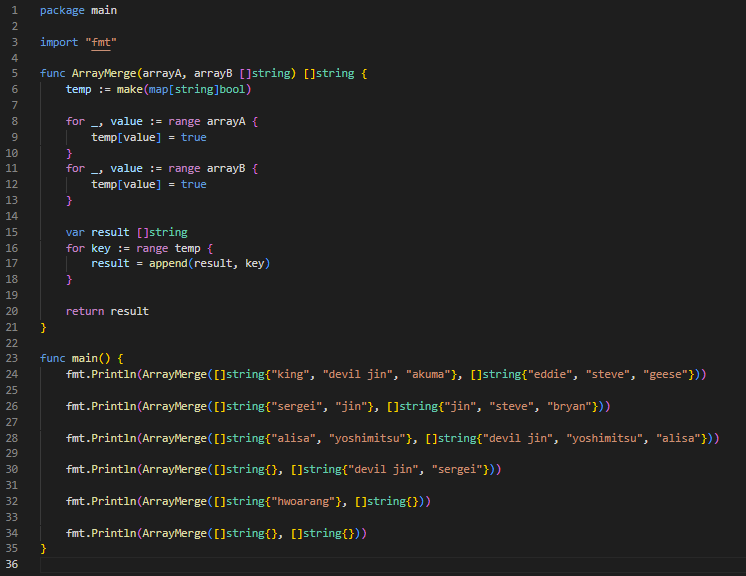 1 package main
2
3 import "fmt"
4
5 func ArrayMerge(arrayA, arrayB []string) []string {
6     temp := make(map[string]bool)
7
8     for _, value := range arrayA {
9         temp[value] = true
10     }
11     for _, value := range arrayB {
12         temp[value] = true
13     }
14
15     var result []string
16     for key := range temp {
17         result = append(result, key)
18     }
19
20     return result
21 }
22
23 func main() {
24     fmt.Println(ArrayMerge([]string{"king", "devil jin", "akuma"}, []string{"eddie", "steve", "geese"}))
25
26     fmt.Println(ArrayMerge([]string{"sergei", "jin"}, []string{"jin", "steve", "bryan"}))
27
28     fmt.Println(ArrayMerge([]string{"alisa", "yoshimitsu"}, []string{"devil jin", "yoshimitsu", "alisa"}))
29
30     fmt.Println(ArrayMerge([]string{}, []string{"devil jin", "sergei"}))
31
32     fmt.Println(ArrayMerge([]string{"hwoarang"}, []string{}))
33
34     fmt.Println(ArrayMerge([]string{}, []string{}))
35 }
36